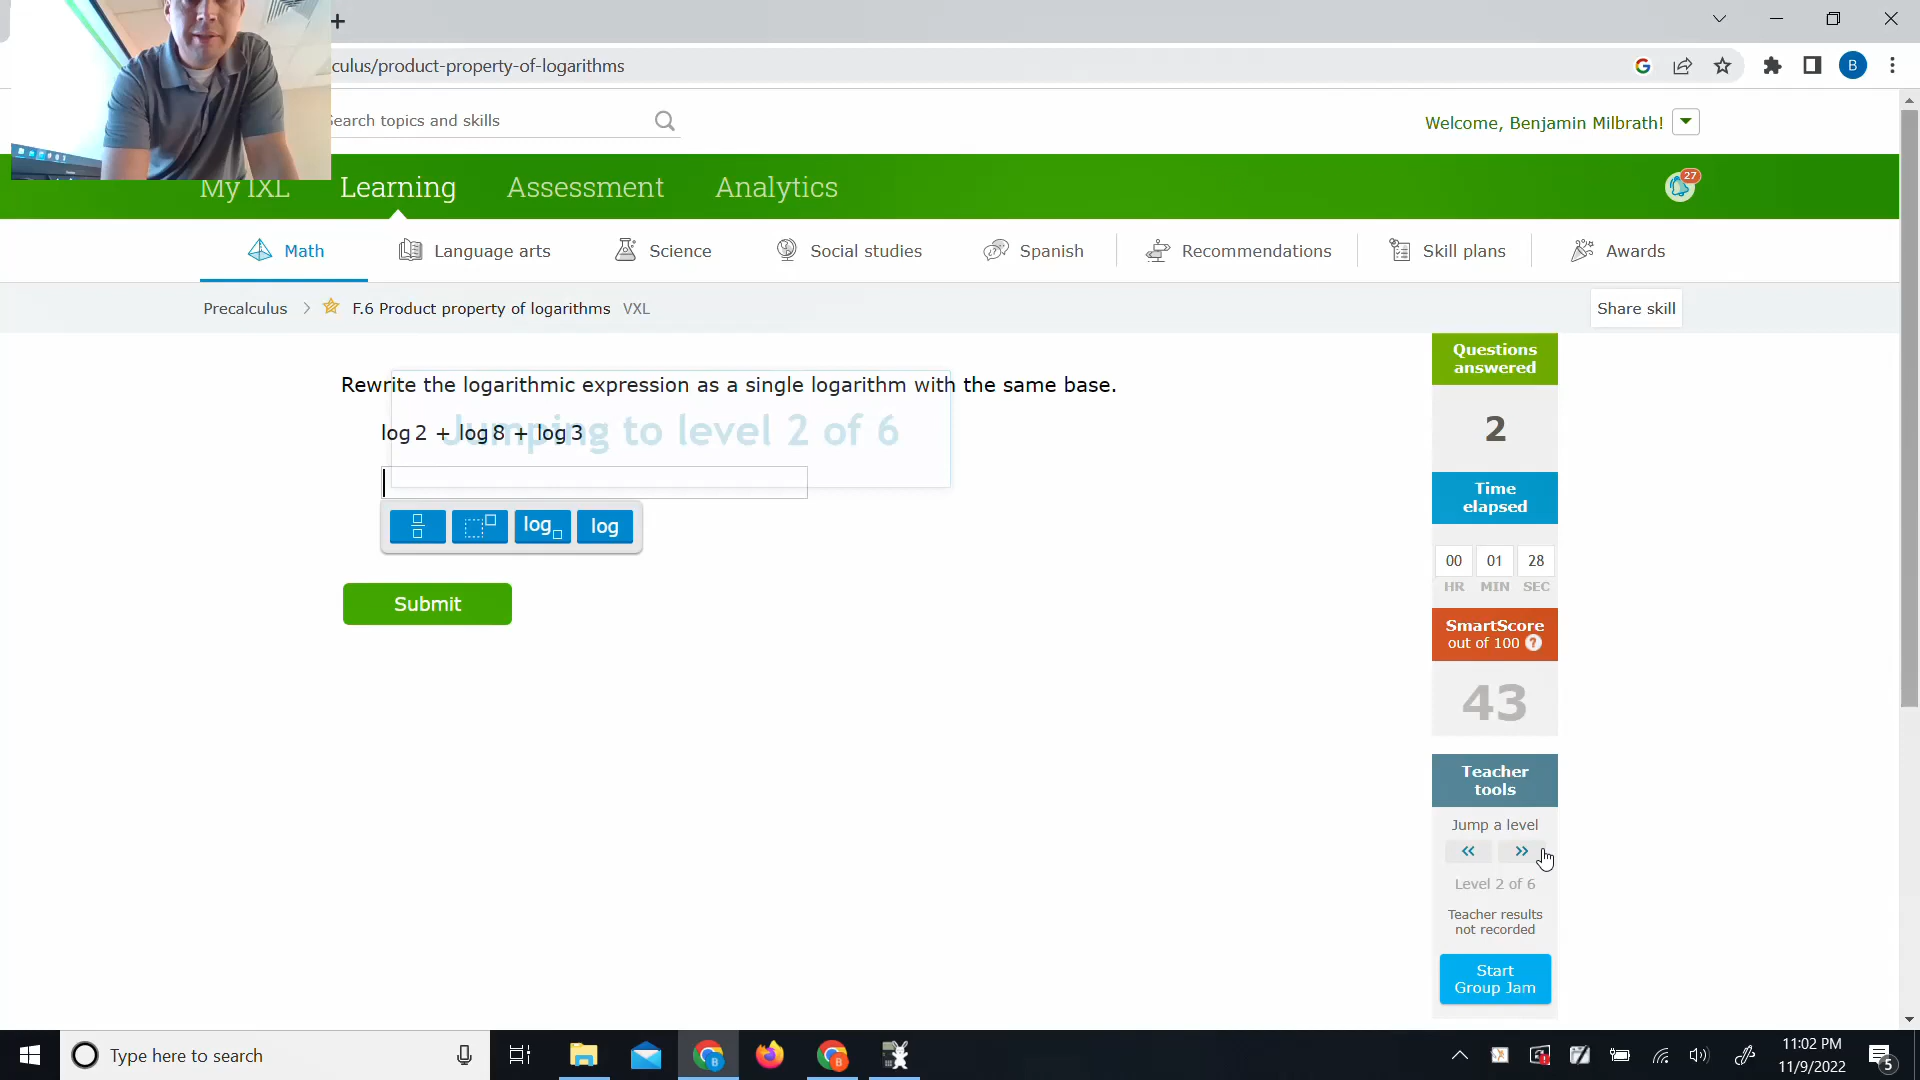 culus/product-property-of-logarithms
B
Search topics and skills
Welcome, Benjamin Milbrath!
My IXL
Learning
Assessment
Analytics
27
Math
Language arts
Science
Social studies
Spanish
Recommendations
Skill plans
Awards
Precalculus
F.6 Product property of logarithms
VXL
Share skill
Rewrite the logarithmic expression as a single logarithm with the same base.
Jumping to level 2 of 6
log 2 + log 8 + log 3
log□
log
Submit
Questions
answered
2
Time
elapsed
00 01 28
HR MIN SEC
SmartScore
out of 100 ?
43
Teacher
tools
Jump a level
Level 2 of 6
Teacher results
not recorded
Start
Group Jam
Type here to search
11:02 PM
11/9/2022
5